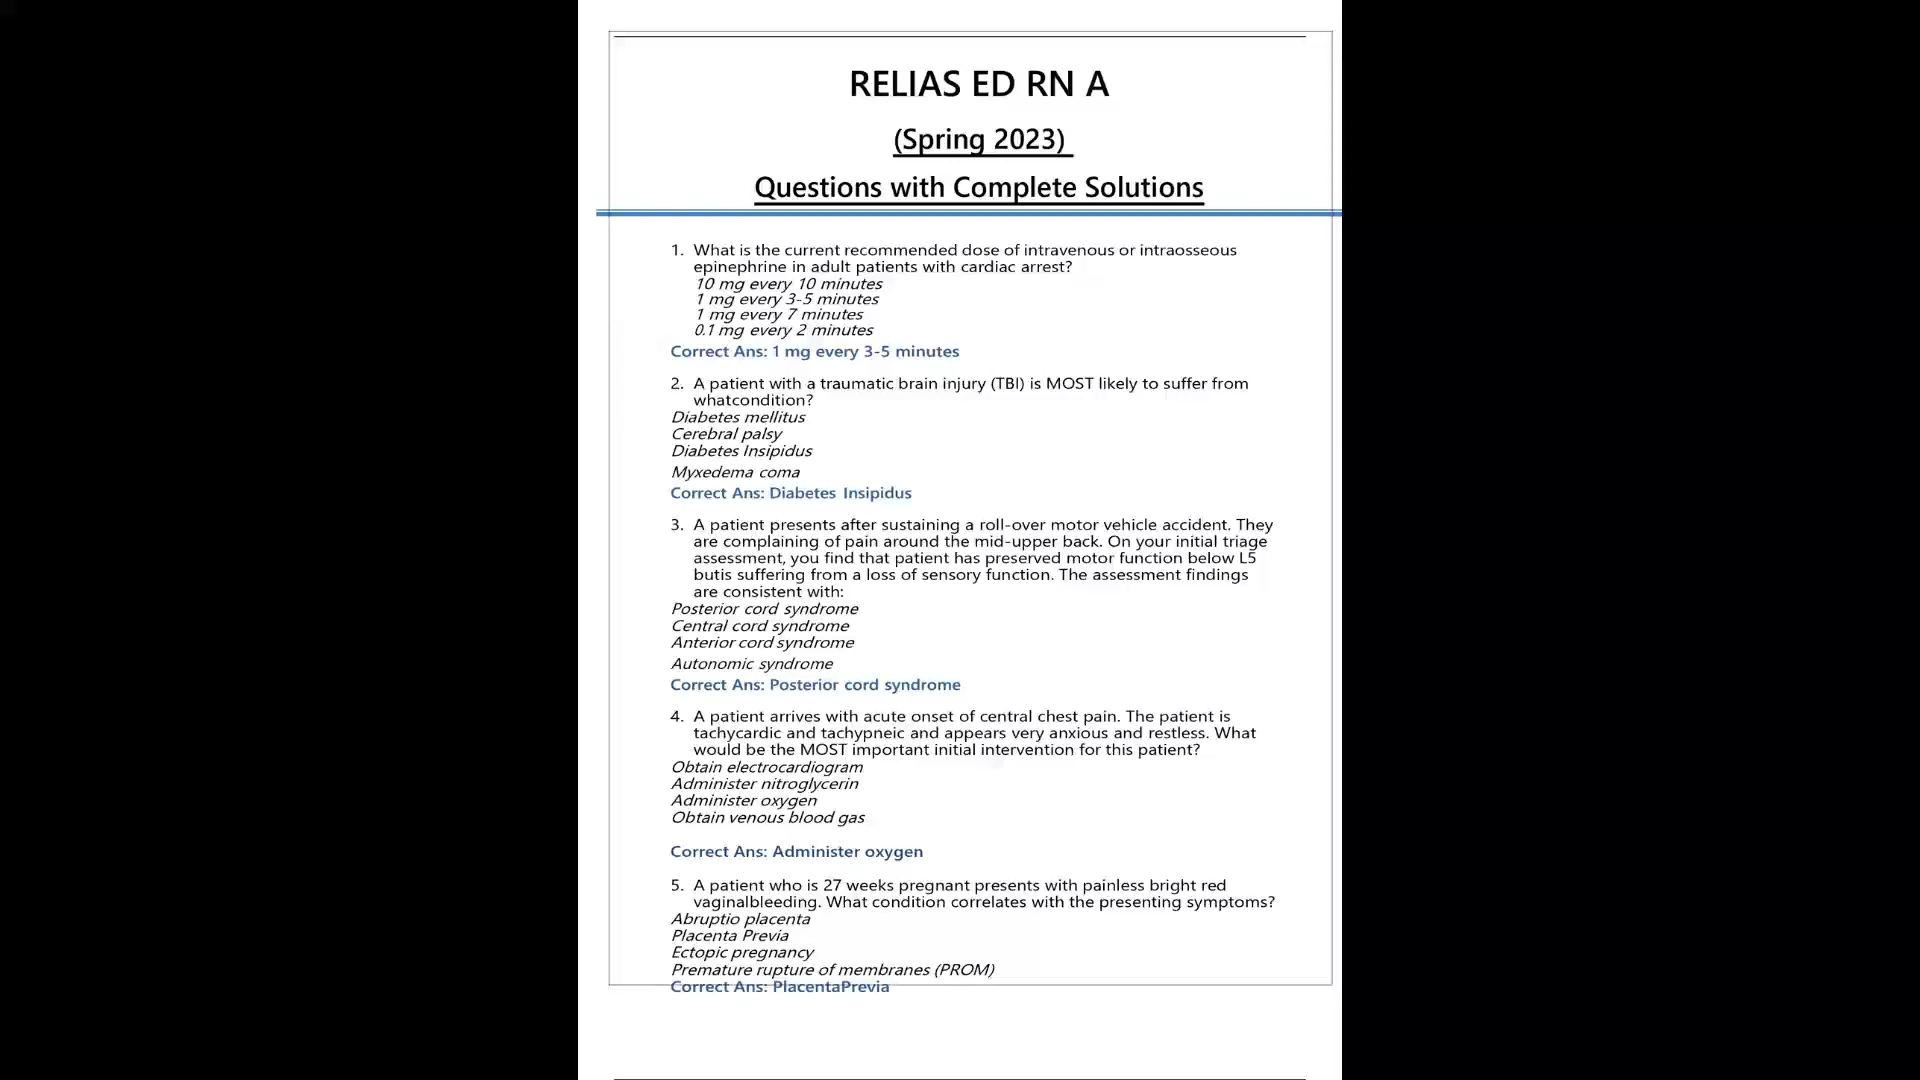 RELIAS ED RN A
(Spring 2023)
Questions with Complete Solutions
1. What is the current recommended dose of intravenous or intraosseous
epinephrine in adult patients with cardiac arrest?
10 mg every 10 minutes
1 mg every 3-5 minutes
1 mg every 7 minutes
0.1 mg every 2 minutes
Correct Ans: 1 mg every 3-5 minutes
2. A patient with a traumatic brain injury (TBI) is MOST likely to suffer from
whatcondition?
Diabetes mellitus
Cerebral palsy
Diabetes Insipidus
Myxedema coma
Correct Ans: Diabetes Insipidus
3. A patient presents after sustaining a roll-over motor vehicle accident. They
are complaining of pain around the mid-upper back. On your initial triage
assessment, you find that patient has preserved motor function below L5
butis suffering from a loss of sensory function. The assessment findings
are consistent with:
Posterior cord syndrome
Central cord syndrome
Anterior cord syndrome
Autonomic syndrome
Correct Ans: Posterior cord syndrome
4. A patient arrives with acute onset of central chest pain. The patient is
tachycardic and tachypneic and appears very anxious and restless. What
would be the MOST important initial intervention for this patient?
Obtain electrocardiogram
Administer nitroglycerin
Administer oxygen
Obtain venous blood gas
Correct Ans: Administer oxygen
5. A patient who is 27 weeks pregnant presents with painless bright red
vaginalbleeding. What condition correlates with the presenting symptoms?
Abruptio placenta
Placenta Previa
Ectopic pregnancy
Premature rupture of membranes (PROM)
Correct Ans: PlacentaPrevia